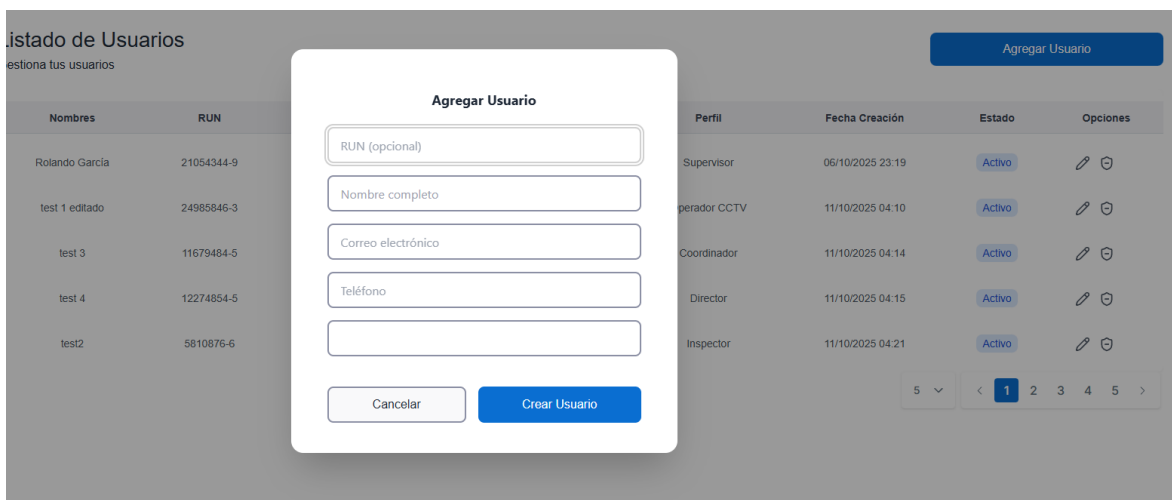 Listado de Usuarios
Agregar Usuario
Gestiona tus usuarios
Agregar Usuario
Nombres RUN Perfil Fecha Creación Estado Opciones
RUN (opcional)
Rolando García 21054344-9 Supervisor 06/10/2025 23:19 Activo
Nombre completo
test 1 editado 24985846-3 perador CCTV 11/10/2025 04:10 Activo
Correo electrónico
test 3 11679484-5 Coordinador 11/10/2025 04:14 Activo
Teléfono
test 4 12274854-5 Director 11/10/2025 04:15 Activo
test2 5810876-6 Inspector 11/10/2025 04:21 Activo
5 < 1 2 3 4 5 >
Cancelar Crear Usuario